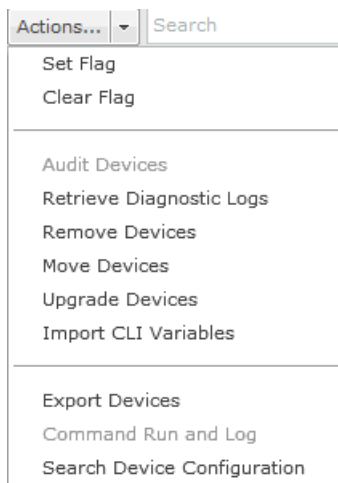 Actions... Search
Set Flag
Clear Flag
Audit Devices
Retrieve Diagnostic Logs
Remove Devices
Move Devices
Upgrade Devices
Import CLI Variables
Export Devices
Command Run and Log
Search Device Configuration